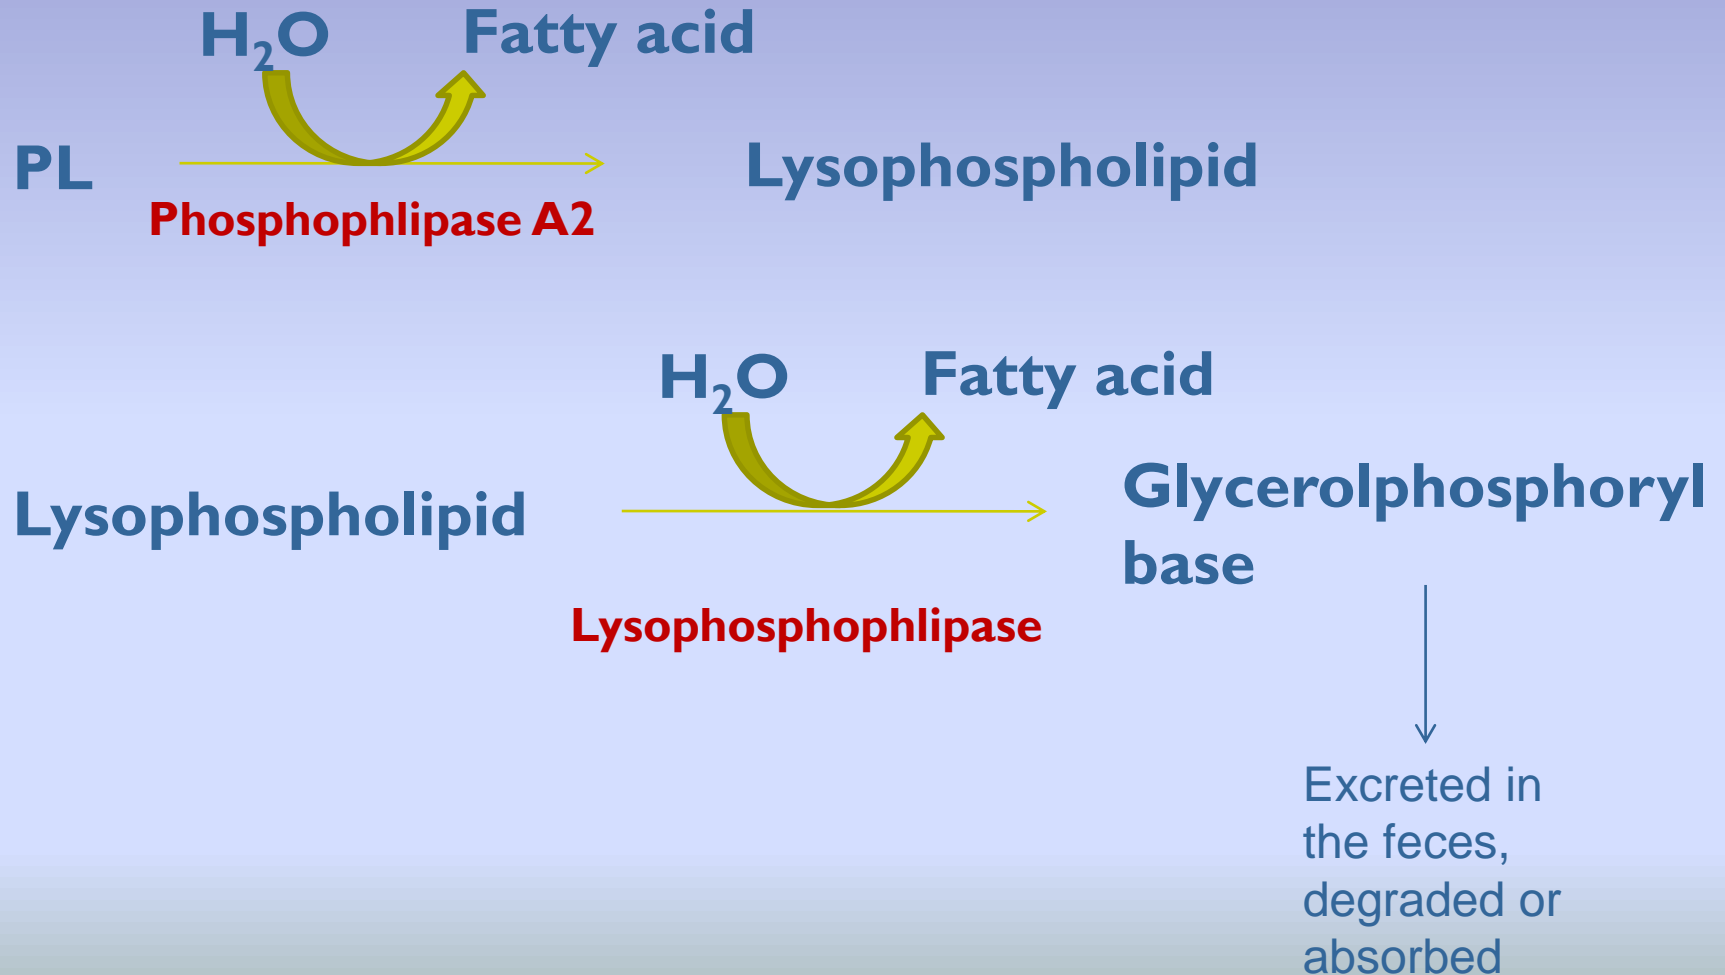 H₂O Fatty acid
PL Lysophospholipid
Phosphophlipase A2
H₂O Fatty acid
Lysophospholipid
Glycerolphosphoryl
base
Lysophosphophlipase
Excreted in
the feces,
degraded or
absorbed